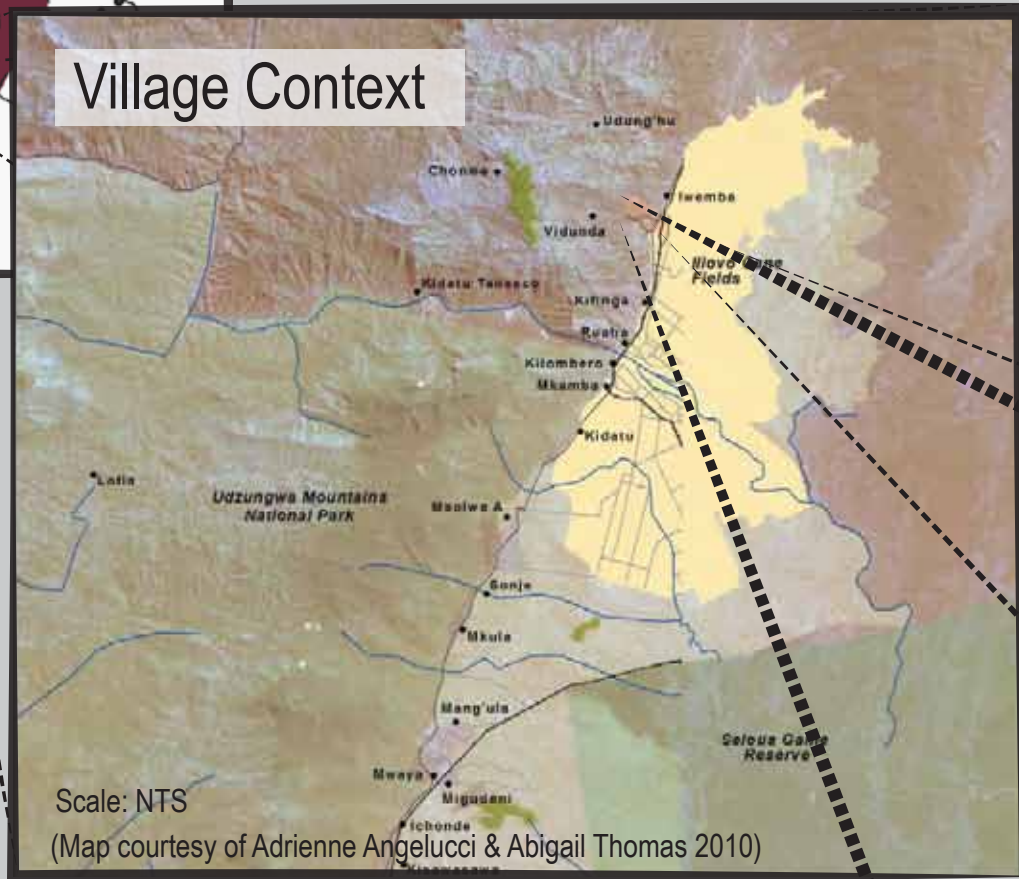 Village Context
Udung'hu
Chonwe
Iwemba
Vidunda
Illovo Cane
Fields
Kidatu Tanesco
Kifinga
Ruaha
Kilombero
Mkamba
Kidatu
Udzungwa Mountains
National Park
Msolwa A
Sonjo
Mkula
Mang'ula
Selous Game
Reserve
Mwaya
Scale: NTS
Ichonde
(Map courtesy of Adrienne Angelucci & Abigail Thomas 2010)